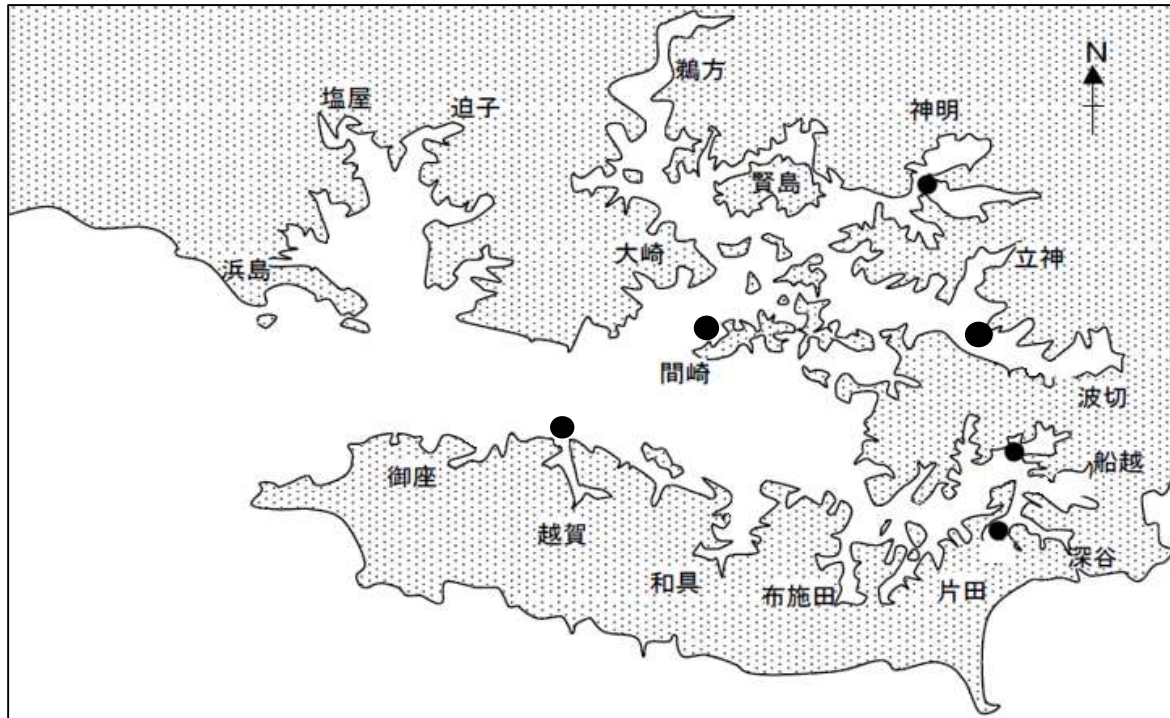 鵜方
N
塩屋
迫子
神明
賢島
大崎
立神
浜島
間崎
波切
船越
御座
越賀
深谷
和具
布施田
片田